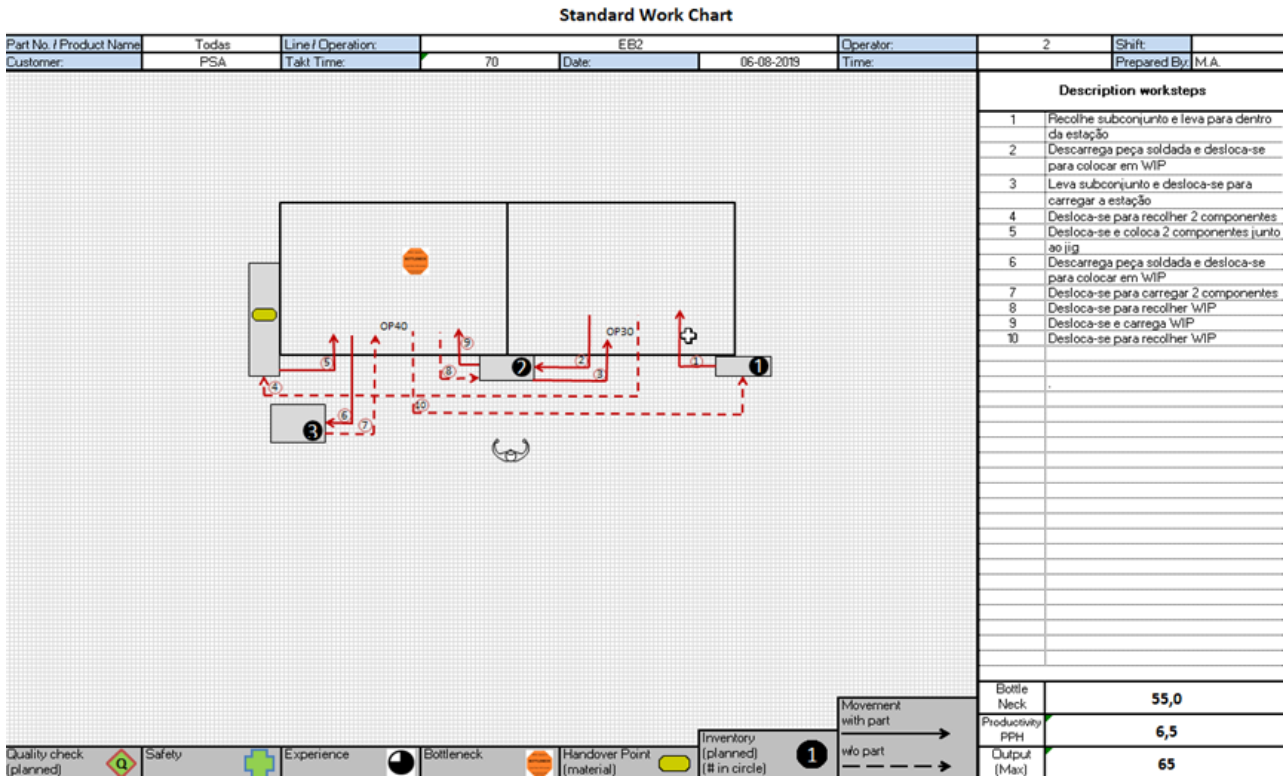 Standard Work Chart
Part No. / Product Name Todas Line / Operation: EB2 Operator: 2 Shift:
Customer: PSA Takt Time: 70 Date: 06-08-2019 Time: Prepared By: M.A.
Description worksteps
1 Recolhe subconjunto e leva para dentro
da estação
2 Descarrega peça soldada e desloca-se
para colocar em WIP
3 Leva subconjunto e desloca-se para
carregar a estação
4 Desloca-se para recolher 2 componentes
5 Desloca-se e coloca 2 componentes junto
ao jig
6 Descarrega peça soldada e desloca-se
para colocar em WIP
7 Desloca-se para carregar 2 componentes
8 Desloca-se para recolher WIP
9 Desloca-se e carrega WIP
10 Desloca-se para recolher WIP
OP40
OP30
9
5
8
2
2
3
1
1
4
10
6
7
3
Bottle
Neck 55,0
Productivity
PPH 6,5
Output
(Max) 65
Movement
with part
w/o part
Inventory
(planned)
(# in circle)
1
Quality check
(planned)
Q
Safety
Experience
Bottleneck
Handover Point
(material)